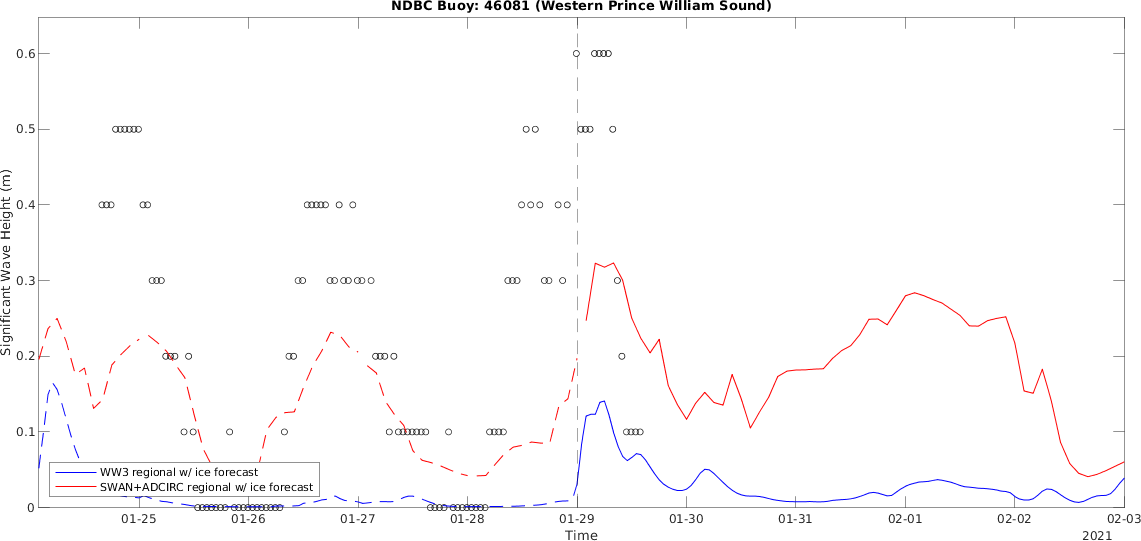 NDBC Buoy: 46081 (Western Prince William Sound)
Significant Wave Height (m)
0.6
0.5
0.4
0.3
0.2
0.1
0
WW3 regional w/ ice forecast
SWAN+ADCIRC regional w/ ice forecast
01-25 01-26 01-27 01-28 01-29 01-30 01-31 02-01 02-02 02-03
Time
2021